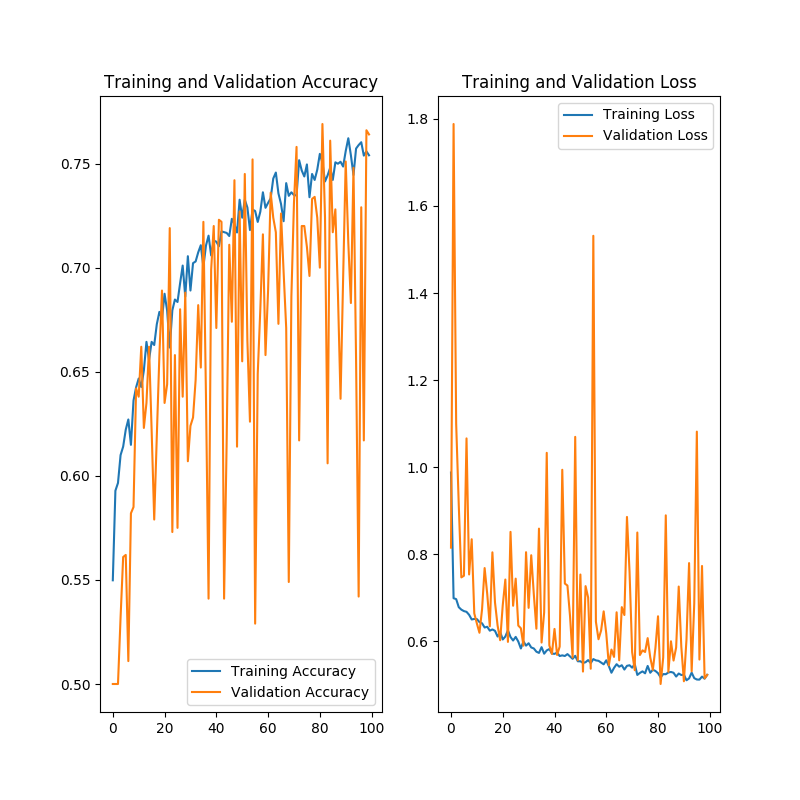 Training and Validation Accuracy
0.75
0.70
0.65
0.60
0.55
0.50
Training Accuracy
Validation Accuracy
0 20 40 60 80 100
Training and Validation Loss
Training Loss
Validation Loss
1.8
1.6
1.4
1.2
1.0
0.8
0.6
0 20 40 60 80 100